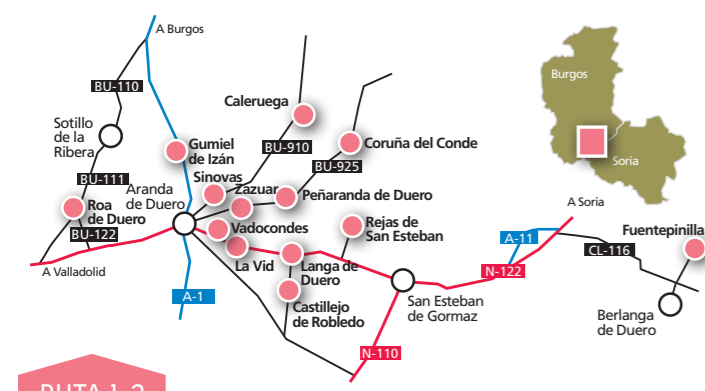 A Burgos
BU-110
Caleruega
Burgos
Sotillo
de la
Ribera
Gumiel
de Izán
BU-910
Coruña del Conde
BU-925
Soria
BU-111
Aranda
de Duero
Sinovas
Zazuar
Peñaranda de Duero
A Soria
Roa
de Duero
BU-122
Vadocondes
Rejas de
San Esteban
A-11
Fuentepinilla
CL-116
A Valladolid
La Vid
Langa de
Duero
N-122
A-1
Castillejo
de Robledo
San Esteban
de Gormaz
Berlanga
de Duero
N-110